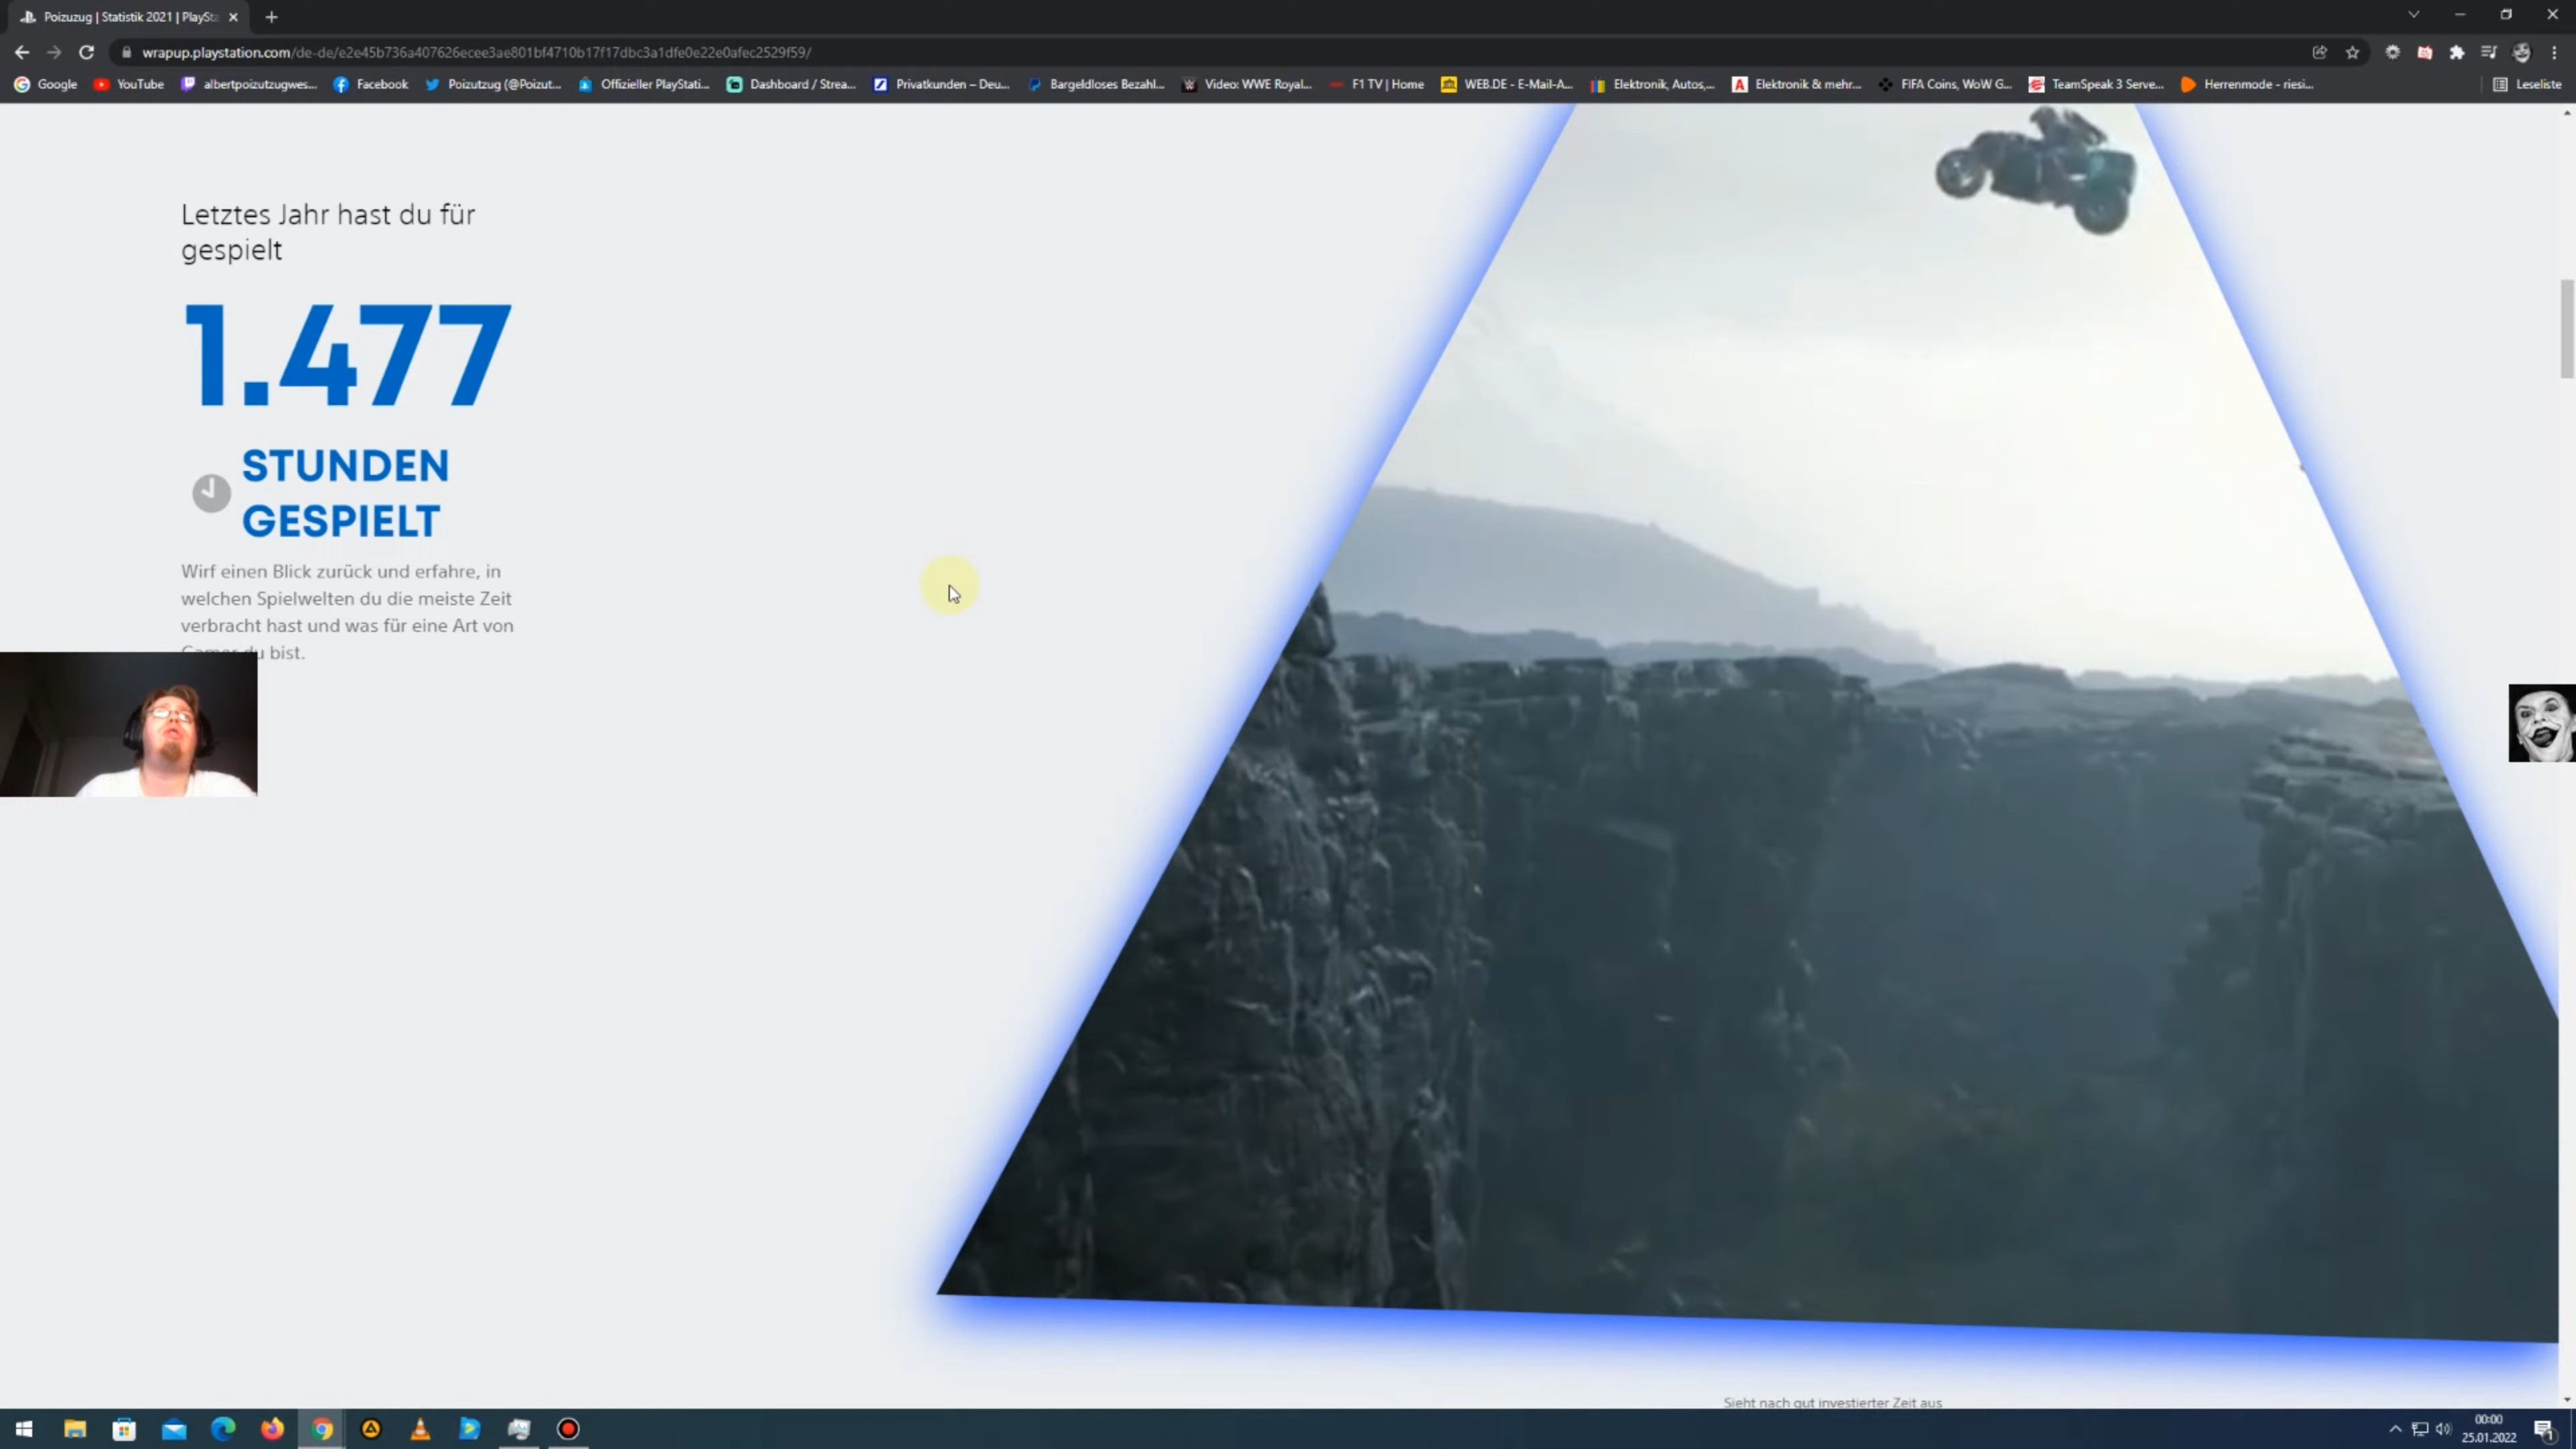 Poizuzug | Statistik 2021 | PlaySta
wrapup.playstation.com/de-de/e2e45b736a407626ecee3ae801bf4710b17f17dbc3a1dfe0e22e0afec2529f59/
Google YouTube albertpoizutzugwes... Facebook Poizutzug (@Poizut... Offizieller PlayStati... Dashboard / Strea... Privatkunden – Deu... Bargeldloses Bezahl... Video: WWE Royal... F1 TV | Home WEB.DE - E-Mail-A... Elektronik, Autos,... Elektronik & mehr... FIFA Coins, WoW G... TeamSpeak 3 Serve... Herrenmode - riesi... Leseliste
Letztes Jahr hast du für
gespielt
1.477
STUNDEN
GESPIELT
Wirf einen Blick zurück und erfahre, in
welchen Spielwelten du die meiste Zeit
verbracht hast und was für eine Art von
du bist.
Sieht nach gut investierter Zeit aus
00:00
25.01.2022